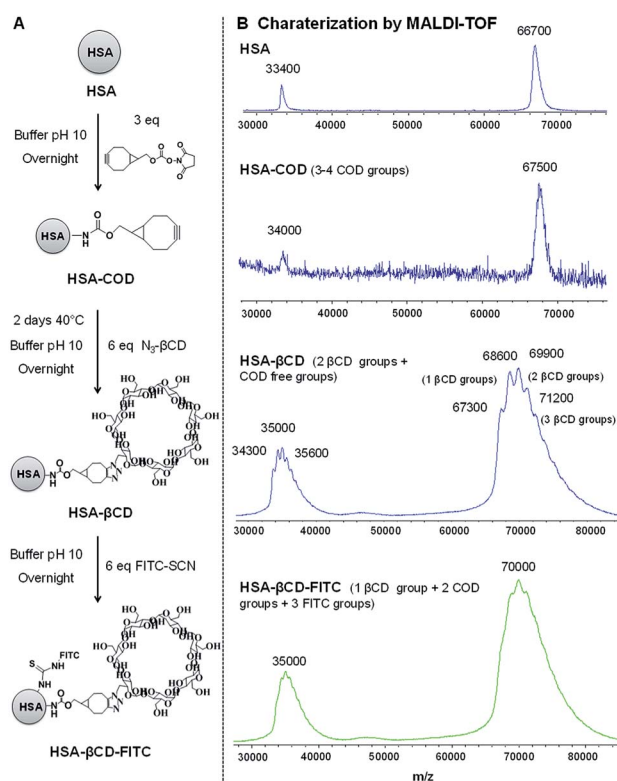 A
HSA
HSA
Buffer pH 10
Overnight
3 eq
HSA
HSA-COD
2 days 40°C
Buffer pH 10
Overnight
6 eq N₃-βCD
HSA
HSA-βCD
Buffer pH 10
Overnight
6 eq FITC-SCN
FITC
HSA
HSA-βCD-FITC
B Charaterization by MALDI-TOF
HSA
33400
66700
30000 40000 50000 60000 70000
HSA-COD (3-4 COD groups)
34000
67500
30000 40000 50000 60000 70000
HSA-βCD (2 βCD groups +
COD free groups)
68600 69900
(1 βCD groups) (2 βCD groups)
67300 71200
(3 βCD groups)
35000
34300 35600
30000 40000 50000 60000 70000 80000
HSA-βCD-FITC (1 βCD group + 2 COD
groups + 3 FITC groups)
70000
35000
30000 40000 50000 60000 70000 80000
m/z